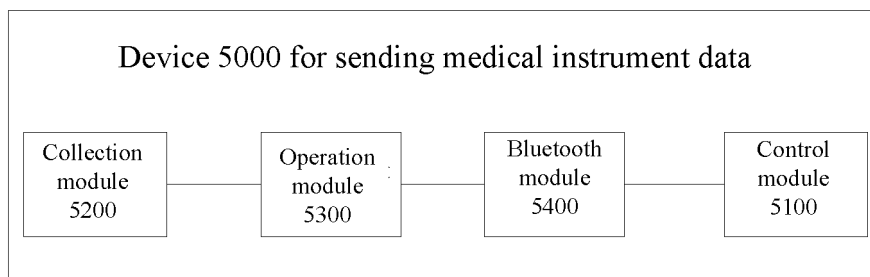 Device 5000 for sending medical instrument data
Collection
module
5200
Operation
module
5300
Bluetooth
module
5400
Control
module
5100